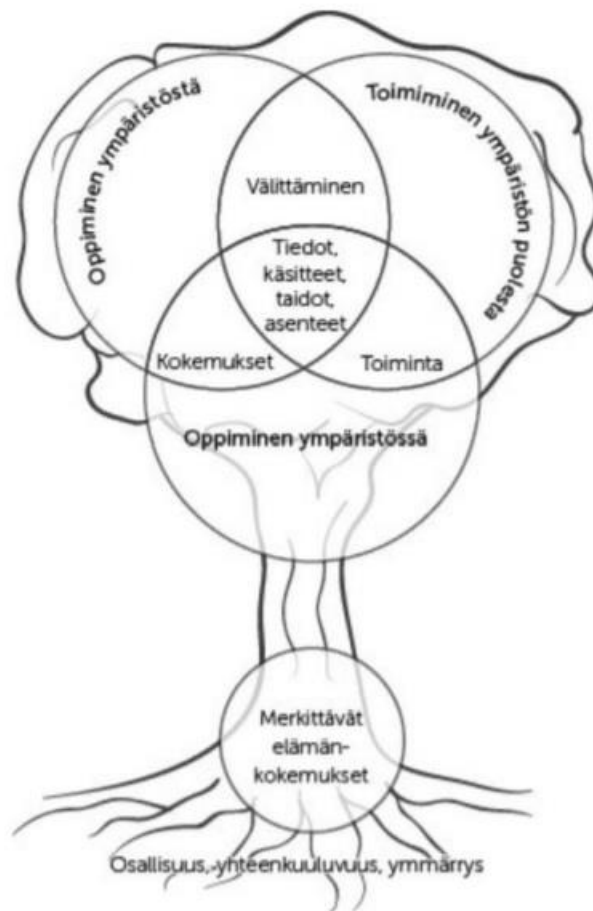 Oppiminen ympäristöstä
Toimiminen ympäristön puolesta
Välittäminen
Tiedot,
käsitteet,
taidot,
asenteet
Kokemukset
Toiminta
Oppiminen ympäristössä
Merkittävät
elämän-
kokemukset
Osallisuus, yhteenkuuluvuus, ymmärrys